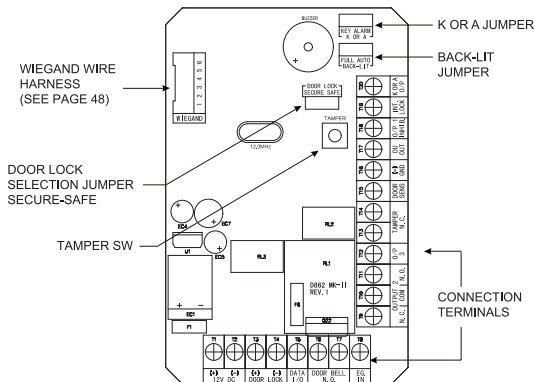 BUZZER
KEY ALARM
K OR A
FULL AUTO
BACK-LIT
K OR A JUMPER
BACK-LIT
JUMPER
WIEGAND WIRE
HARNESS
(SEE PAGE 48)
1 2 3 4 5 6
WIEGAND
DOOR LOCK
SECURE SAFE
TAMPER
12,0MHz
DOOR LOCK
SELECTION JUMPER
SECURE-SAFE
TAMPER SW
T20 K OR A O/P
T19 INT. LOCK
T18 O/P 1 INHIB.
T17 DU OUT
T16 (-) GND
T15 DOOR SENS
T14
T13
TAMPER N.C.
T12 O/P 3
T11 N.O.
T10 COM
T9 N.C.
OUTPUT 2
EC4
EC7
U1
EC5
RL2
RL3
RL1
D862 MK-II
REV.1
F1
EC1
+ -
CONNECTION
TERMINALS
T1 T2 T3 T4 T5 T6 T7 T8
(+) (-) (+) (-) DATA DOOR BELL EG.
12V DC DOOR LOCK I/O N.O. IN